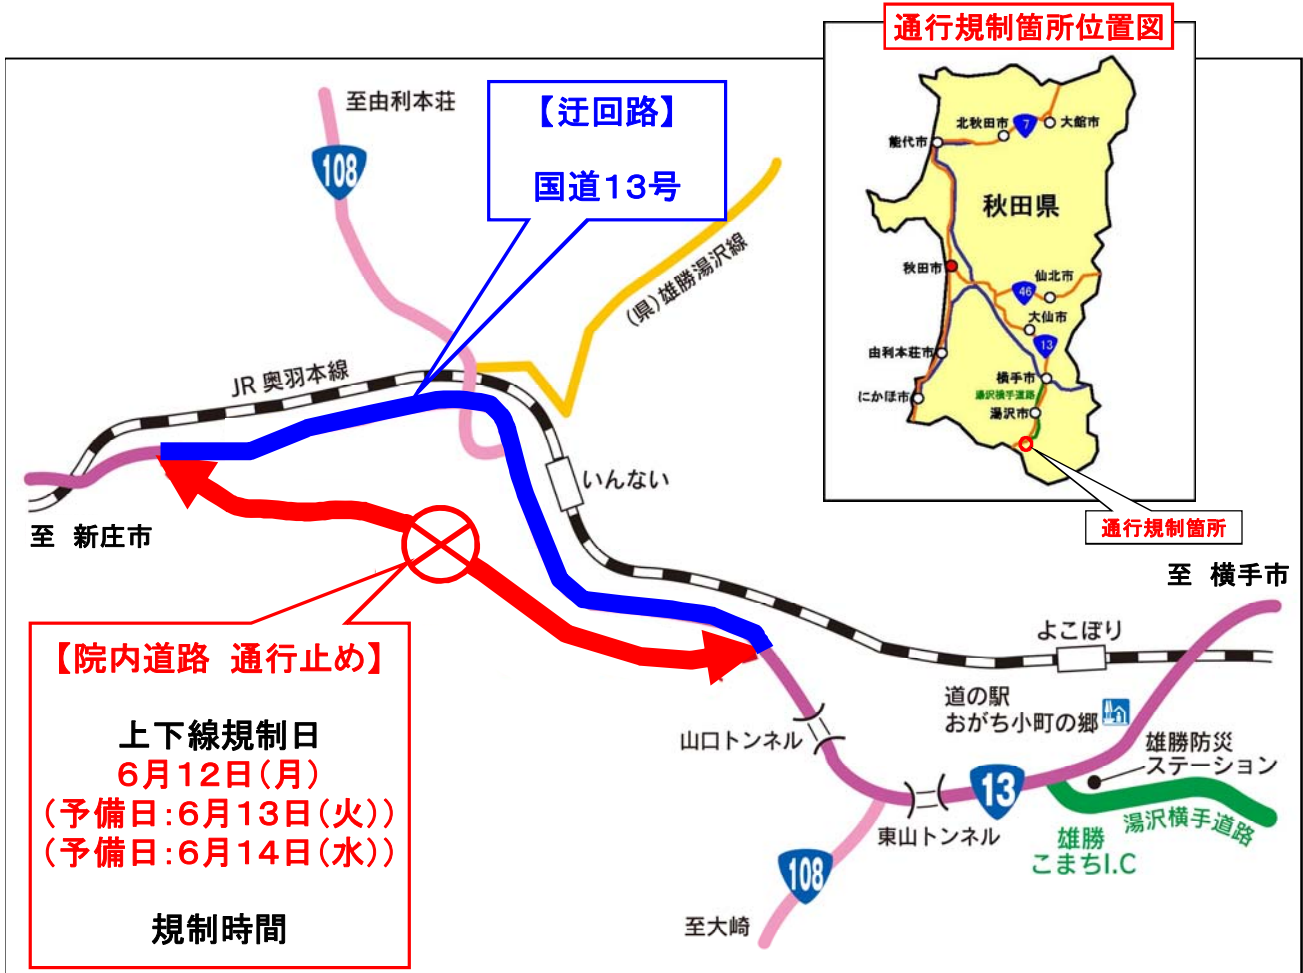 通行規制箇所位置図
至由利本荘
108
【迂回路】
国道13号
(県)雄勝湯沢線
JR 奥羽本線
いんない
至 新庄市
北秋田市
7
大館市
能代市
秋田県
秋田市
仙北市
46
大仙市
13
由利本荘市
横手市
にかほ市
湯沢横手道路
湯沢市
通行規制箇所
至 横手市
よこぼり
【院内道路 通行止め】
上下線規制日
6月12日(月)
(予備日:6月13日(火))
(予備日:6月14日(水))
規制時間
道の駅
おがち小町の郷
山口トンネル
雄勝防災
ステーション
13
東山トンネル
雄勝
こまちI.C
湯沢横手道路
108
至大崎